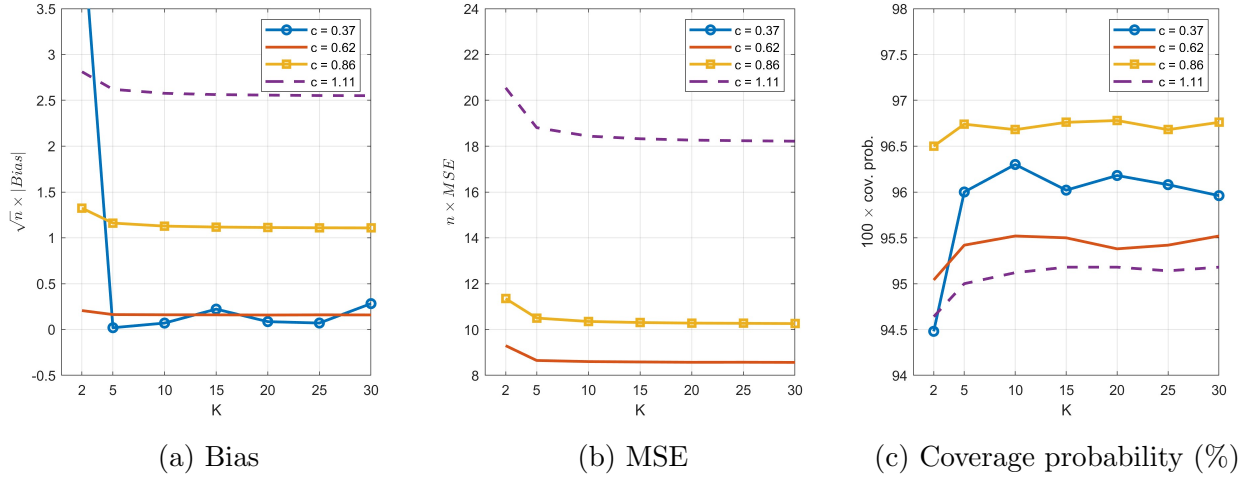 3.5
3
2.5
2
1.5
1
0.5
0
-0.5
√n × |Bias|
2 5 10 15 20 25 30
K
c = 0.37
c = 0.62
c = 0.86
c = 1.11
(a) Bias
24
22
20
18
16
14
12
10
8
n × MSE
2 5 10 15 20 25 30
K
c = 0.37
c = 0.62
c = 0.86
c = 1.11
(b) MSE
98
97.5
97
96.5
96
95.5
95
94.5
94
100 × cov. prob.
2 5 10 15 20 25 30
K
c = 0.37
c = 0.62
c = 0.86
c = 1.11
(c) Coverage probability (%)